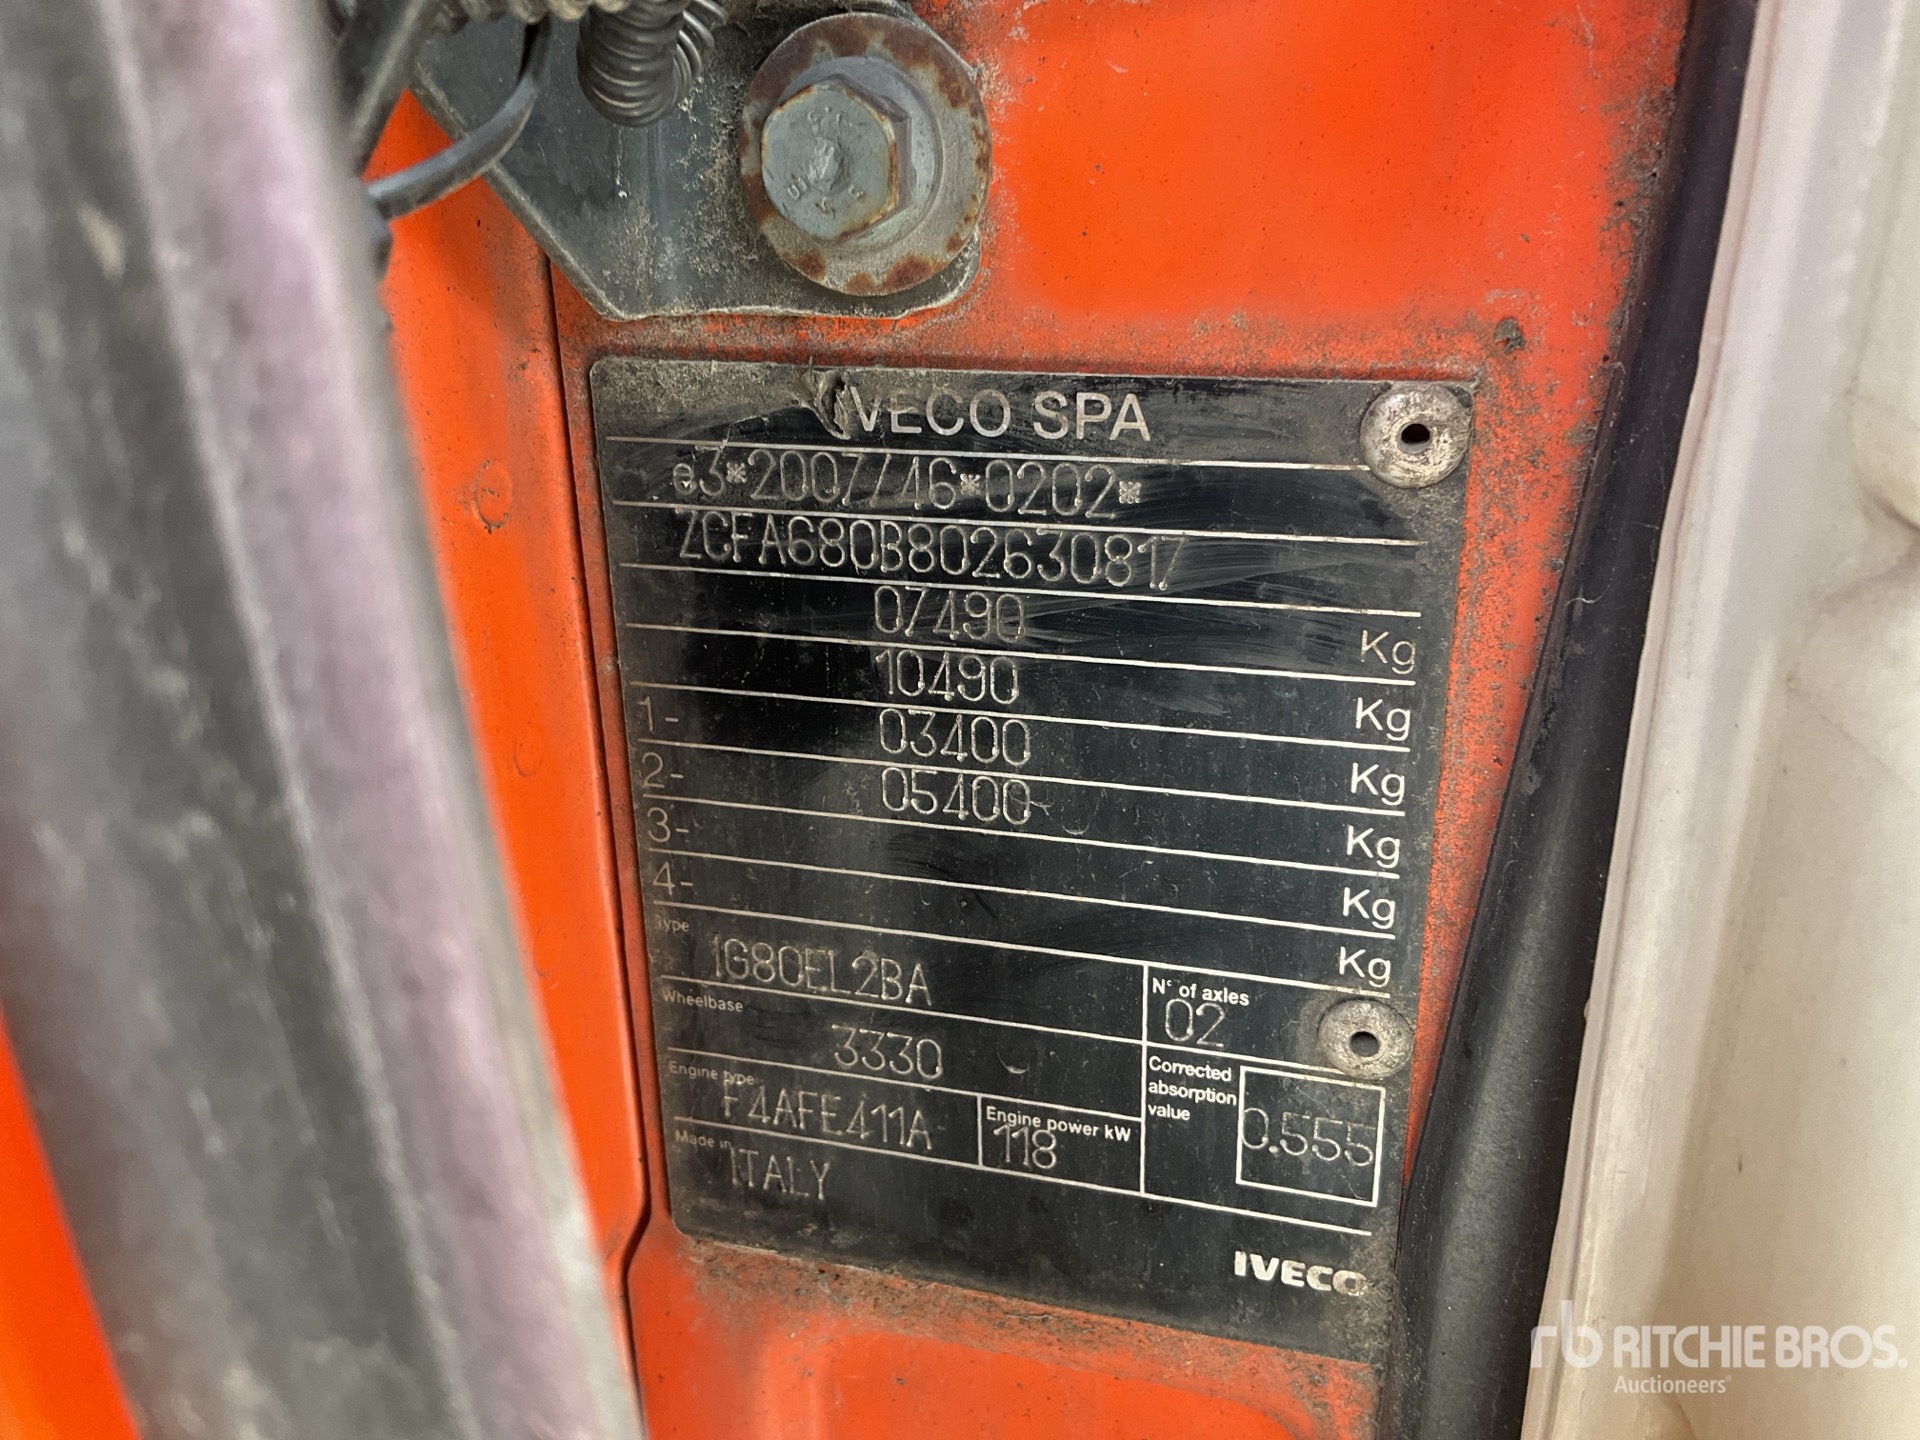 IVECO SPA
e3*2007/46*0202*
ZCFA680B802630817
07490 Kg
10490 Kg
1- 03400 Kg
2- 05400 Kg
3- Kg
4- Kg
Type
1G80EL2BA
N° of axles
02
Wheelbase
3330
Corrected
absorption
value
0.555
Engine type
F4AFE411A
Engine power kW
118
Made in
ITALY
IVECO
rb RITCHIE BROS.
Auctioneers